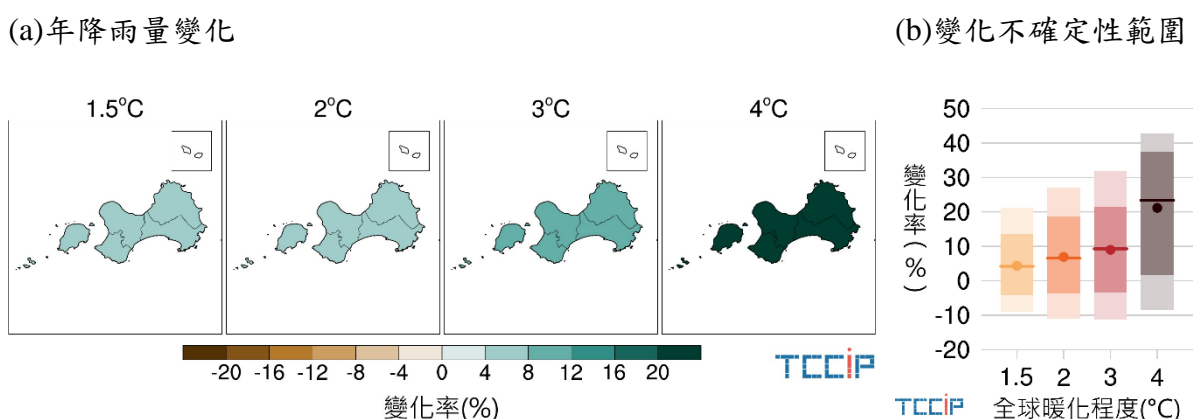 (a)年降雨量變化
1.5°C
2°C
3°C
4°C
-20 -16 -12 -8 -4 0 4 8 12 16 20
變化率(%)
TCCIP
(b)變化不確定性範圍
變化率(%)
50
40
30
20
10
0
-10
-20
1.5 2 3 4
TCCIP
全球暖化程度(°C)